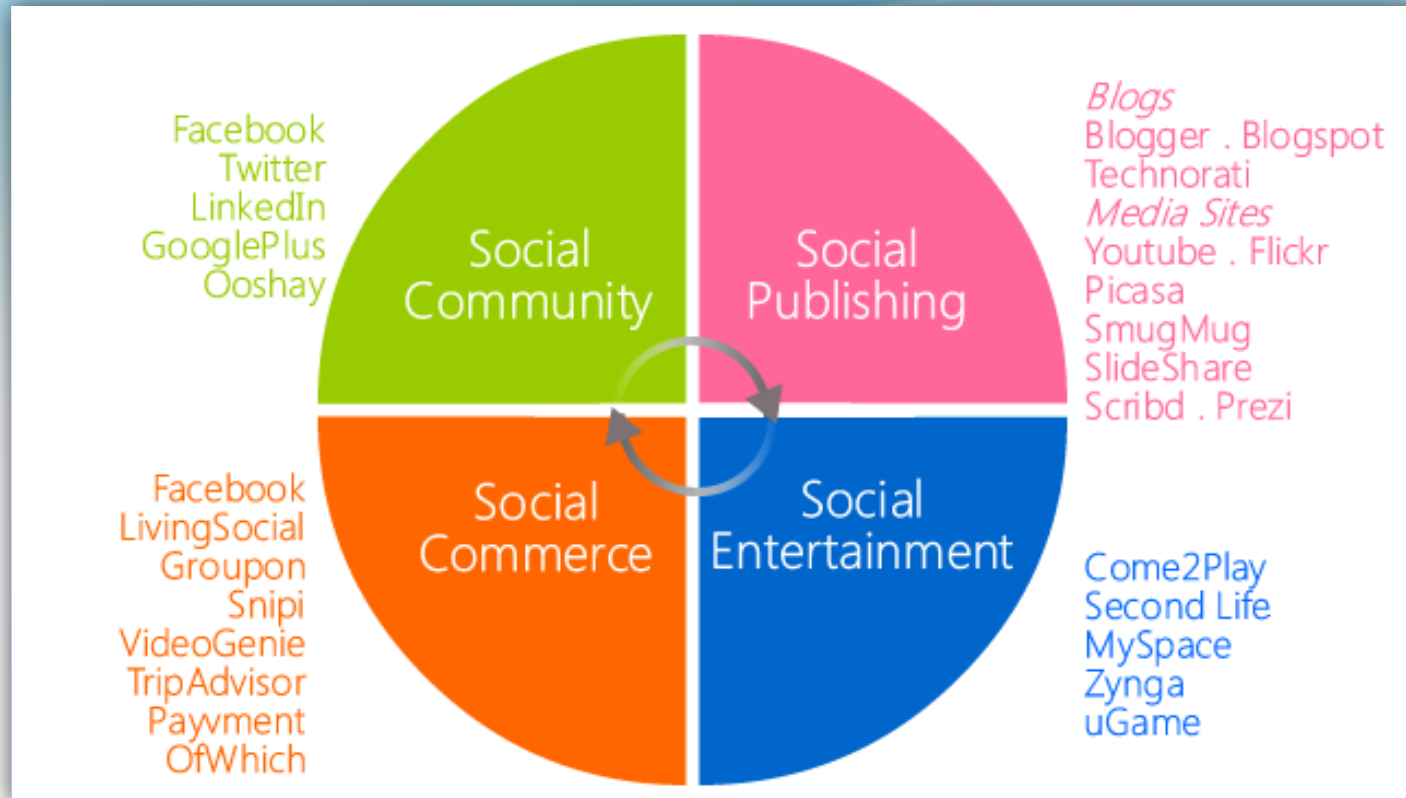 Facebook
Twitter
LinkedIn
GooglePlus
Ooshay
Social
Community
Social
Publishing
Blogs
Blogger . Blogspot
Technorati
Media Sites
Youtube . Flickr
Picasa
SmugMug
SlideShare
Scribd . Prezi
Facebook
LivingSocial
Groupon
Snipi
VideoGenie
TripAdvisor
Payvment
OfWhich
Social
Commerce
Social
Entertainment
Come2Play
Second Life
MySpace
Zynga
uGame